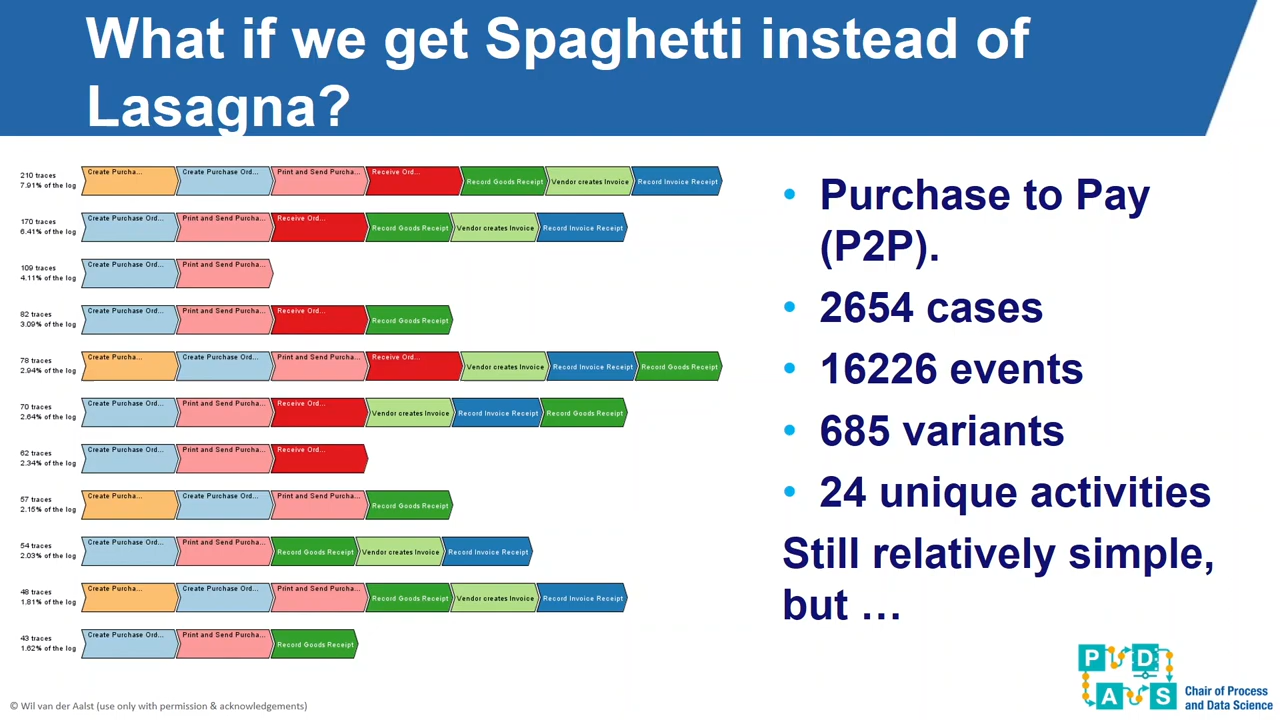 What if we get Spaghetti instead of
Lasagna?
210 traces
7.91% of the log
Create Purcha... Create Purchase Ord... Print and Send Purcha... Receive Ord... Record Goods Receipt Vendor creates Invoice Record Invoice Receipt
170 traces
6.41% of the log
Create Purchase Ord... Print and Send Purcha... Receive Ord... Record Goods Receipt Vendor creates Invoice Record Invoice Receipt
109 traces
4.11% of the log
Create Purchase Ord... Print and Send Purcha...
82 traces
3.09% of the log
Create Purchase Ord... Print and Send Purcha... Receive Ord... Record Goods Receipt
78 traces
2.94% of the log
Create Purcha... Create Purchase Ord... Print and Send Purcha... Receive Ord... Vendor creates Invoice Record Invoice Receipt Record Goods Receipt
70 traces
2.64% of the log
Create Purchase Ord... Print and Send Purcha... Receive Ord... Vendor creates Invoice Record Invoice Receipt Record Goods Receipt
62 traces
2.34% of the log
Create Purchase Ord... Print and Send Purcha... Receive Ord...
57 traces
2.15% of the log
Create Purcha... Create Purchase Ord... Print and Send Purcha... Record Goods Receipt
54 traces
2.03% of the log
Create Purchase Ord... Print and Send Purcha... Record Goods Receipt Vendor creates Invoice Record Invoice Receipt
48 traces
1.81% of the log
Create Purcha... Create Purchase Ord... Print and Send Purcha... Record Goods Receipt Vendor creates Invoice Record Invoice Receipt
43 traces
1.62% of the log
Create Purchase Ord... Print and Send Purcha... Record Goods Receipt
• Purchase to Pay
(P2P).
• 2654 cases
• 16226 events
• 685 variants
• 24 unique activities
Still relatively simple,
but …
P D
A S
Chair of Process
and Data Science
© Wil van der Aalst (use only with permission & acknowledgements)